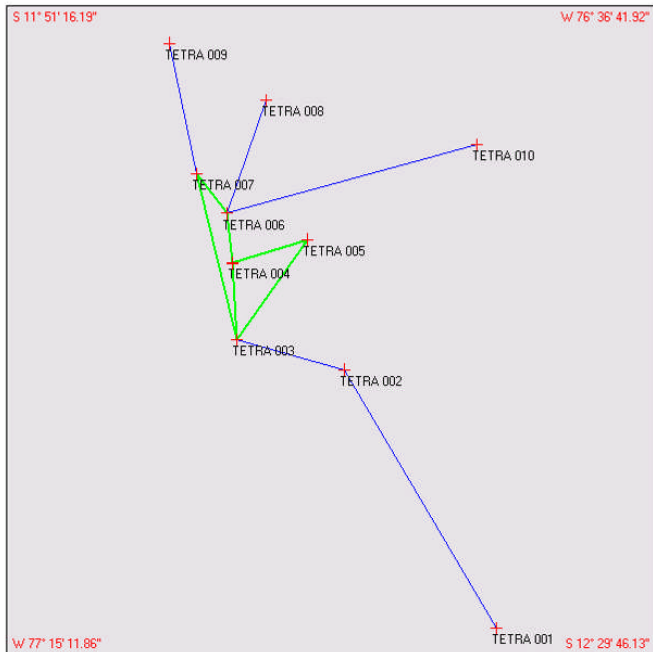 S 11° 51' 16.19" W 76° 36' 41.92"
TETRA 009
TETRA 008
TETRA 010
TETRA 007
TETRA 006
TETRA 005
TETRA 004
TETRA 003
TETRA 002
TETRA 001
W 77° 15' 11.86" S 12° 29' 46.13"